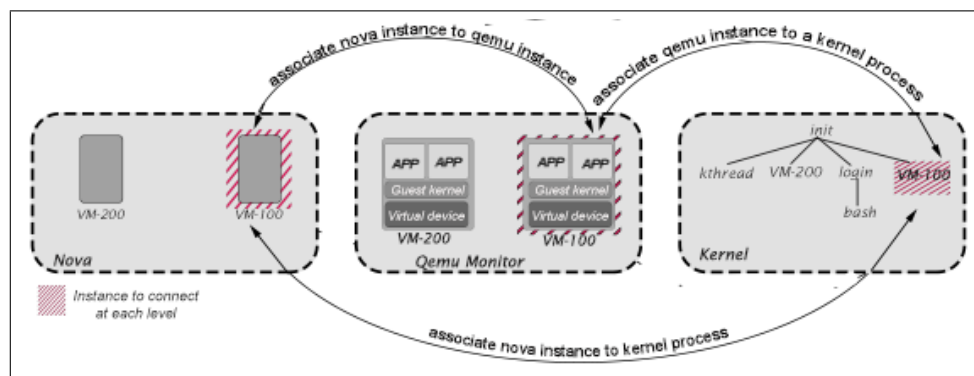 associate nova instance to qemu instance
associate qemu instance to a kernel process
VM-200
VM-100
Nova
APP APP
Guest kernel
Virtual device
VM-200
APP APP
Guest kernel
Virtual device
VM-100
Qemu Monitor
init
kthread VM-200 login VM-100
bash
Kernel
Instance to connect
at each level
associate nova instance to kernel process